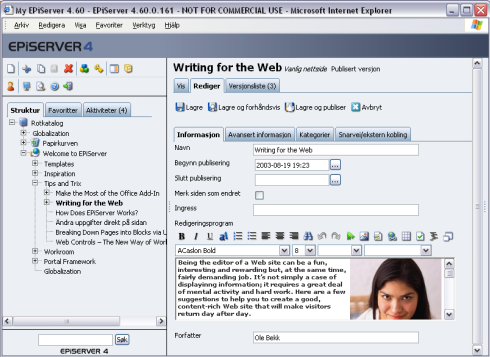 My EPiServer 4.60 - EPiServer 4.60.0.161 - NOT FOR COMMERCIAL USE - Microsoft Internet Explorer
Arkiv Redigera Visa Favoriter Verktyg Hjälp
EPISERVER 4
Struktur Favoritter Aktiviteter (4)
Rotkatalog
Globalization
Papirkurven
Welcome to EPiServer
Templates
Inspiration
Tips and Trix
Make the Most of the Office Add-In
Writing for the Web
How Does EPiServer Works?
Ändra uppgifter direkt på sidan
Breaking Down Pages into Blocks via U
Web Controls – The New Way of Worl
Workroom
Portal Framework
Globalization
Søk
EPISERVER 4
Writing for the Web Vanlig nettside Publisert versjon
Vis Rediger Versjonsliste (3)
Lagre Lagre og forhåndsvis Lagre og publiser Avbryt
Informasjon Avansert informasjon Kategorier Snarvei/ekstern kobling
Navn Writing for the Web
Begynn publisering 2003-08-19 19:23 ...
Slutt publisering ...
Merk siden som endret
Ingress
Redigeringsprogram
B I U
ACaslon Bold 8
Being the editor of a Web site can be a fun,
interesting and rewarding but, at the same time,
fairly demanding job. It's not simply a case of
displaying information; it requires a great deal
of mental activity and hard work. Here are a few
suggestions to help you to create a good,
content-rich Web site that will make visitors
return day after day.
Forfatter Ole Bekk